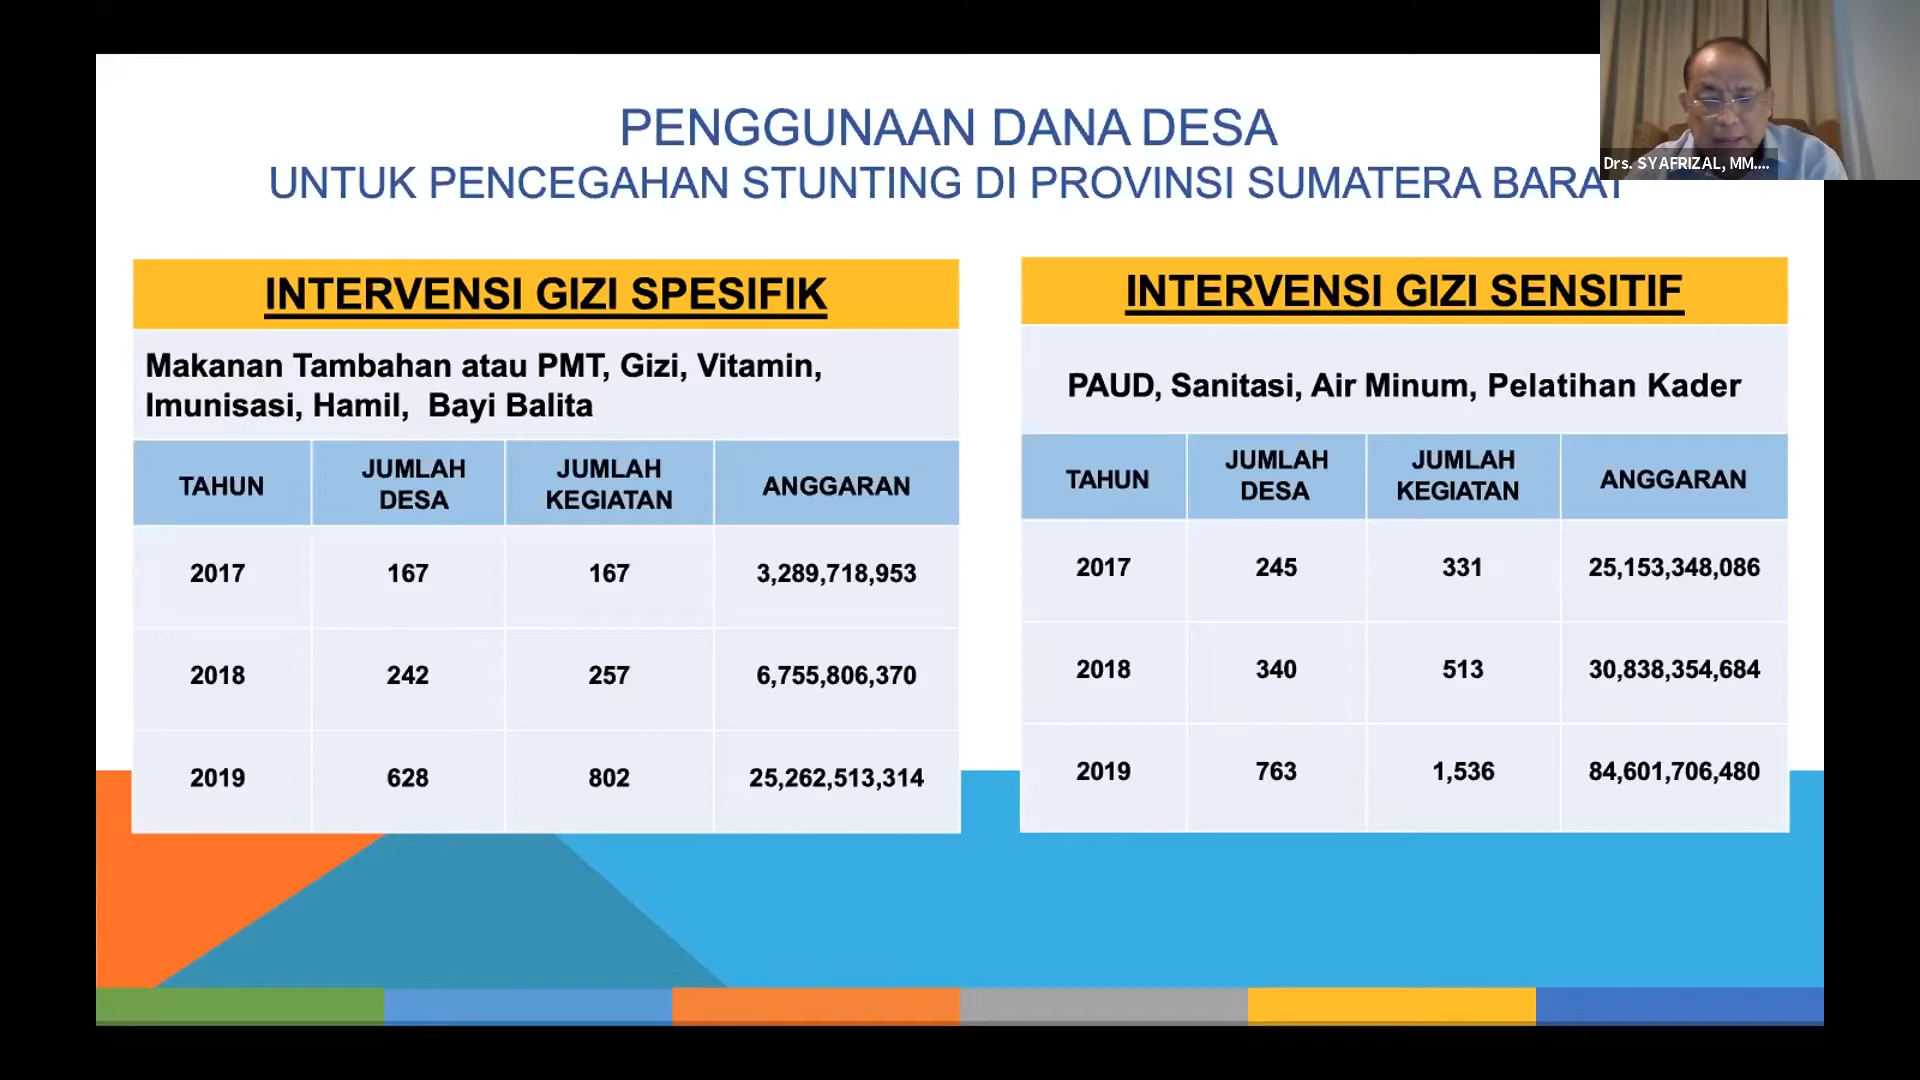 PENGGUNAAN DANA DESA
UNTUK PENCEGAHAN STUNTING DI PROVINSI SUMATERA BARAT
Drs. SYAFRIZAL, MM....
INTERVENSI GIZI SPESIFIK
Makanan Tambahan atau PMT, Gizi, Vitamin,
Imunisasi, Hamil, Bayi Balita
TAHUN JUMLAH DESA JUMLAH KEGIATAN ANGGARAN
2017 167 167 3,289,718,953
2018 242 257 6,755,806,370
2019 628 802 25,262,513,314
INTERVENSI GIZI SENSITIF
PAUD, Sanitasi, Air Minum, Pelatihan Kader
TAHUN JUMLAH DESA JUMLAH KEGIATAN ANGGARAN
2017 245 331 25,153,348,086
2018 340 513 30,838,354,684
2019 763 1,536 84,601,706,480